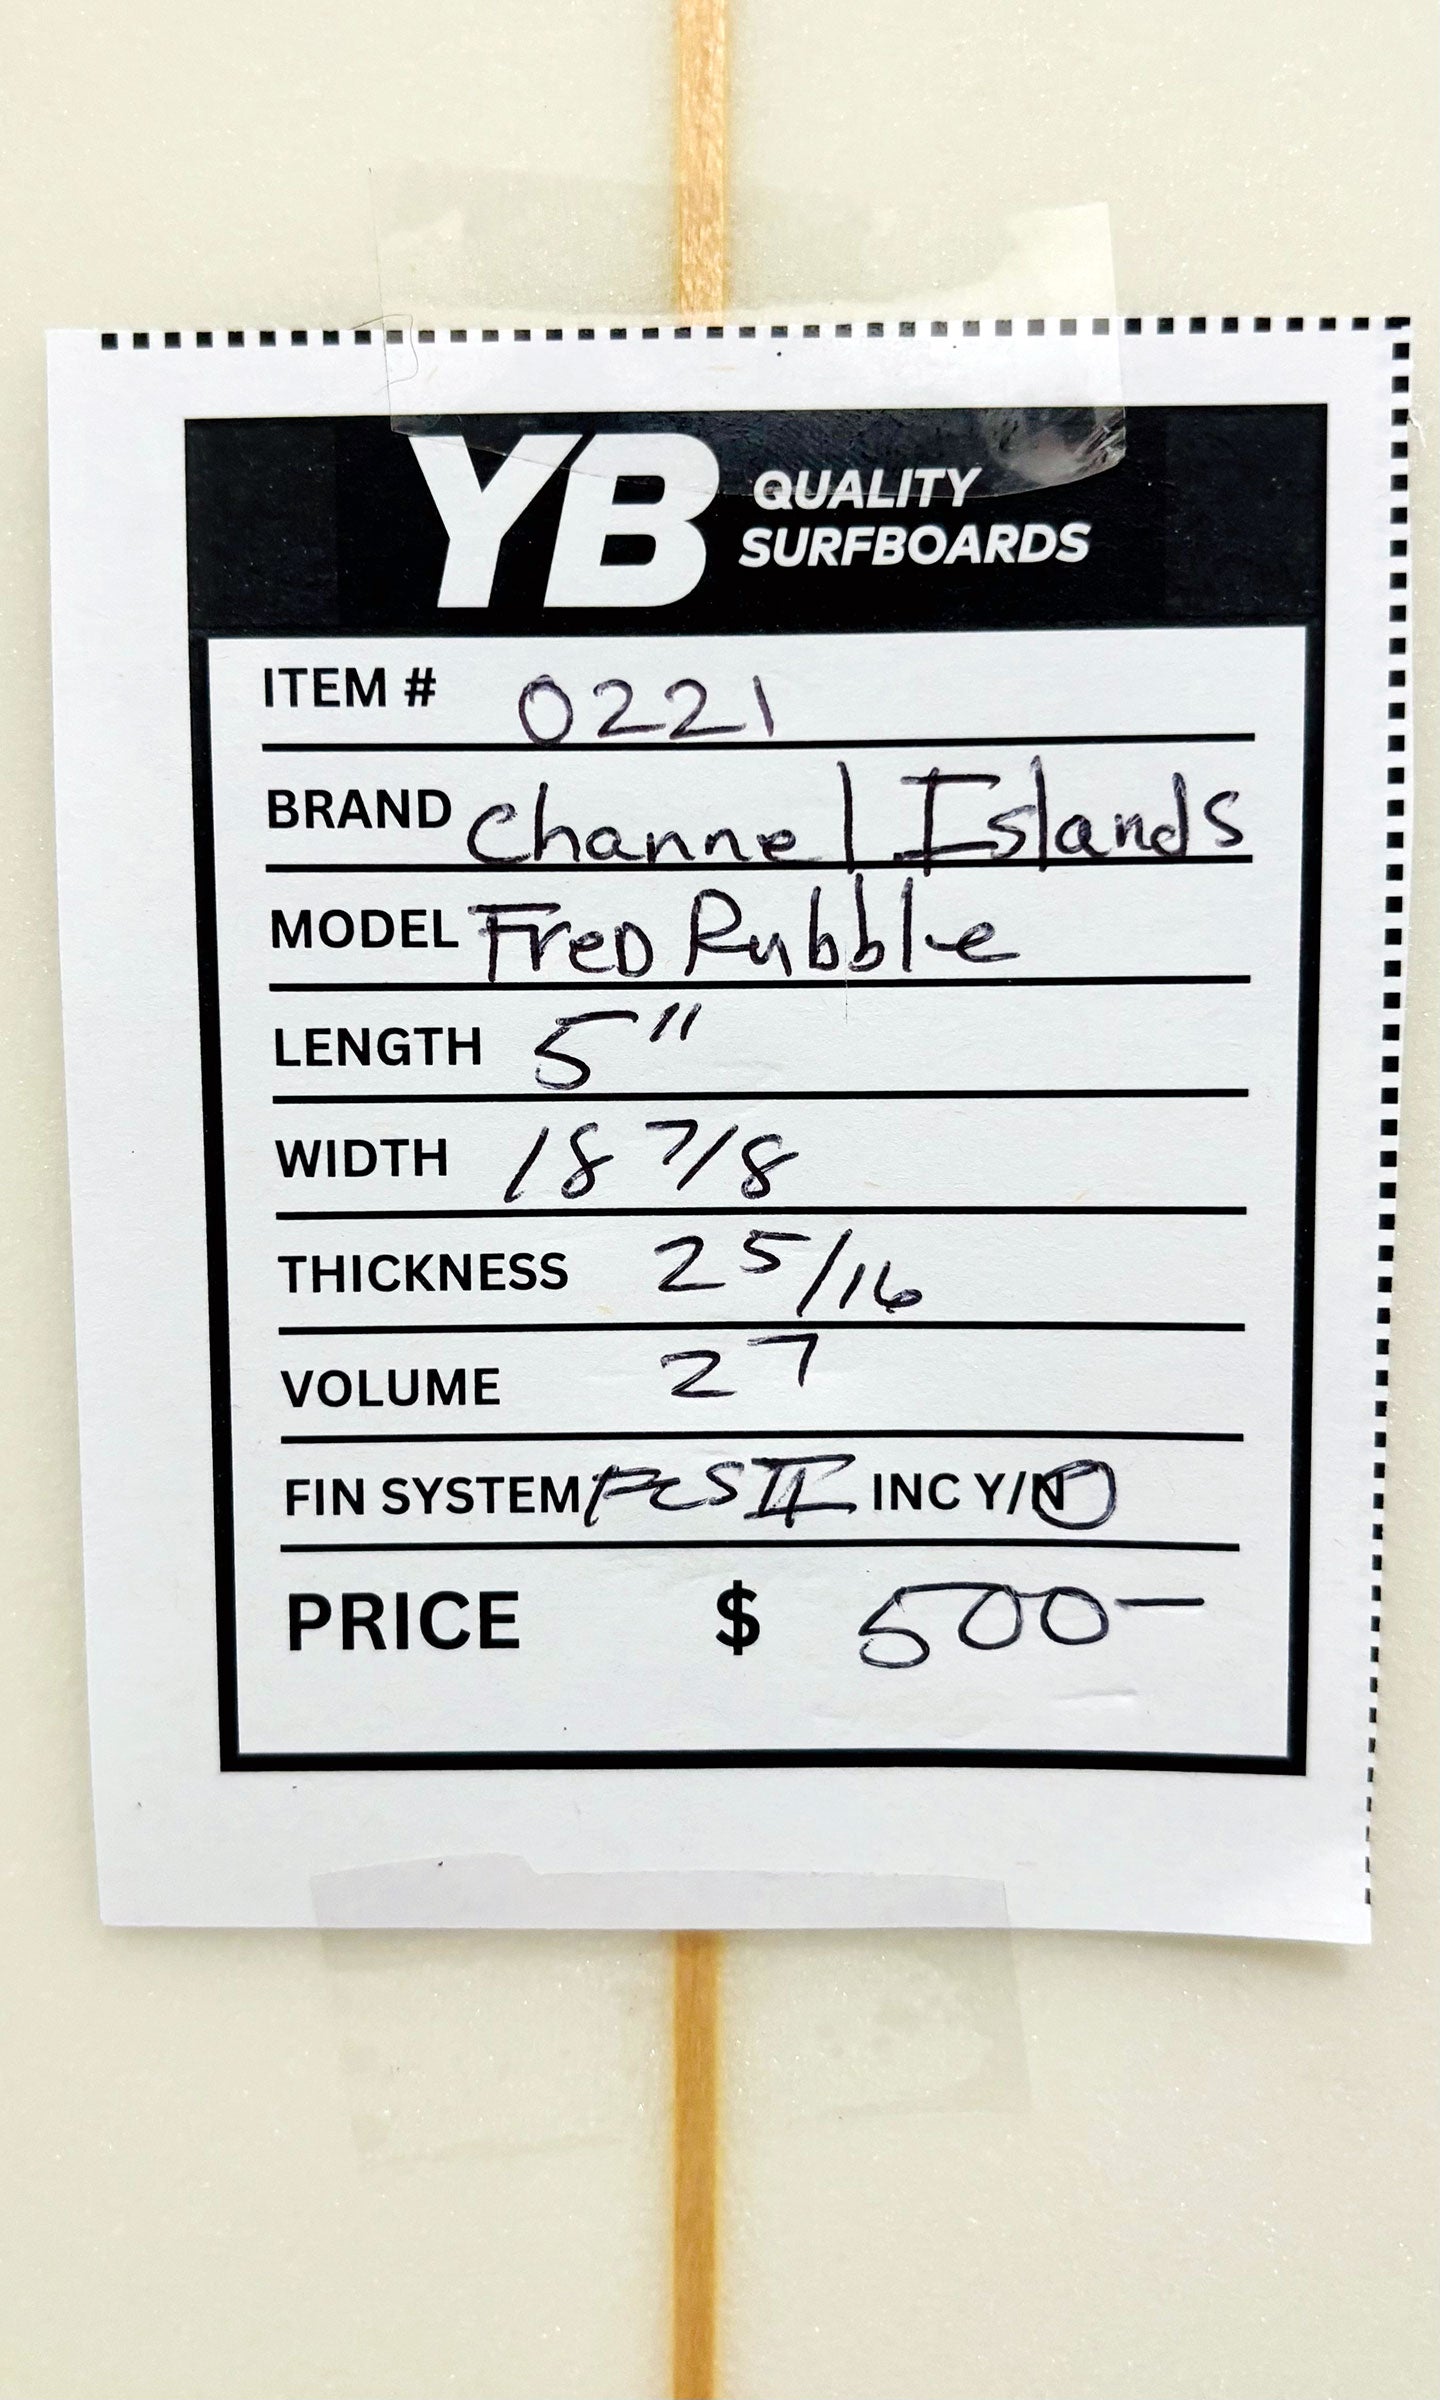 YB QUALITY
SURFBOARDS
ITEM # 0221
BRAND Channel Islands
MODEL Fred Rubble
LENGTH 5"
WIDTH 18 7/8
THICKNESS 2 5/16
VOLUME 27
FIN SYSTEM FCS II INC Y/N
PRICE $ 500-